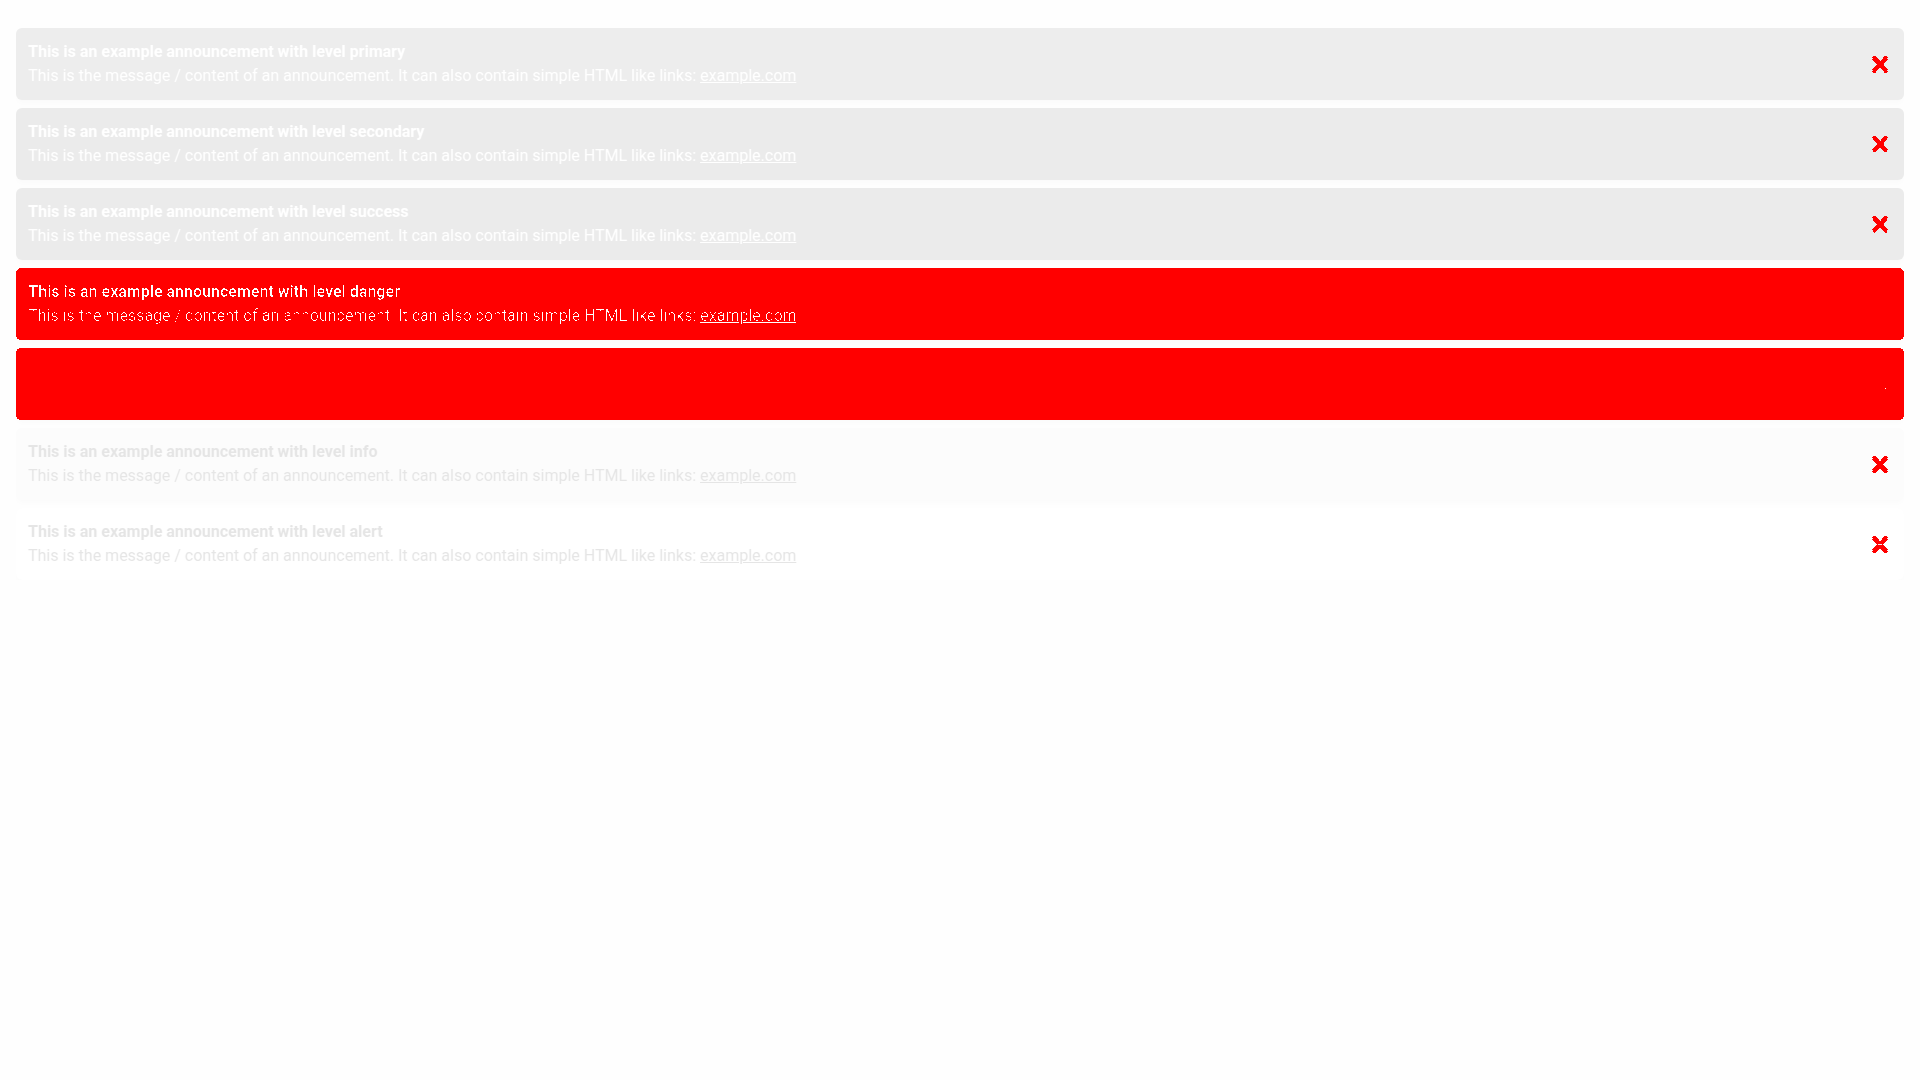 This is an example announcement with level primary
This is the message / content of an announcement. It can also contain simple HTML like links: example.com
This is an example announcement with level secondary
This is the message / content of an announcement. It can also contain simple HTML like links: example.com
This is an example announcement with level success
This is the message / content of an announcement. It can also contain simple HTML like links: example.com
This is an example announcement with level danger
This is the message / content of an announcement. It can also contain simple HTML like links: example.com
This is an example announcement with level info
This is the message / content of an announcement. It can also contain simple HTML like links: example.com
This is an example announcement with level alert
This is the message / content of an announcement. It can also contain simple HTML like links: example.com